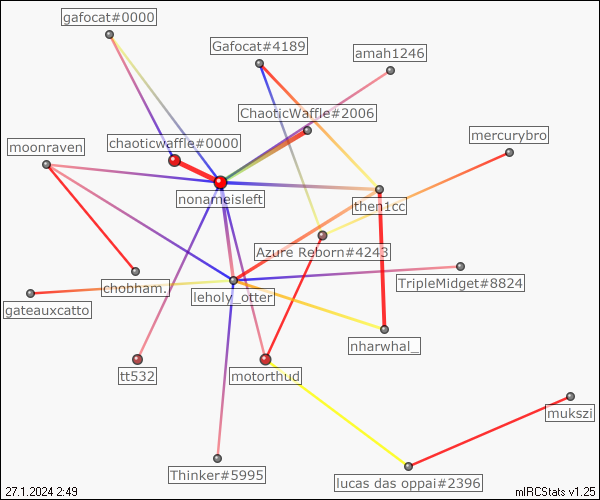 gafocat#0000
Gafocat#4189
amah1246
ChaoticWaffle#2006
mercurybro
chaoticwaffle#0000
moonraven
nonameisleft
then1cc
Azure Reborn#4243
TripleMidget#8824
chobham.
leholy_otter
gateauxcatto
nharwhal_
tt532
motorthud
mukszi
Thinker#5995
lucas das oppai#2396
27.1.2024 2:49
mIRCStats v1.25